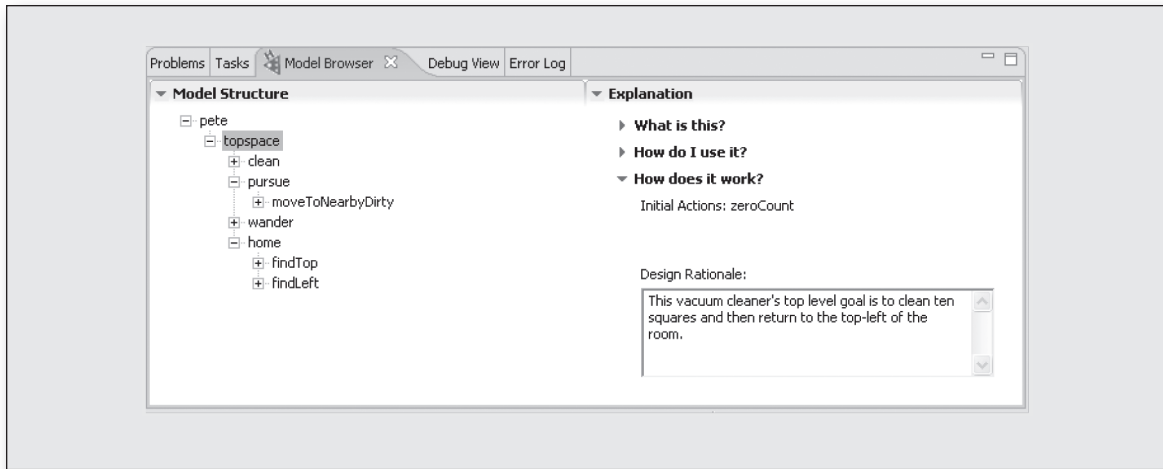 Problems Tasks Model Browser Debug View Error Log
Model Structure
pete
topspace
clean
pursue
moveToNearbyDirty
wander
home
findTop
findLeft
Explanation
What is this?
How do I use it?
How does it work?
Initial Actions: zeroCount
Design Rationale:
This vacuum cleaner's top level goal is to clean ten
squares and then return to the top-left of the
room.